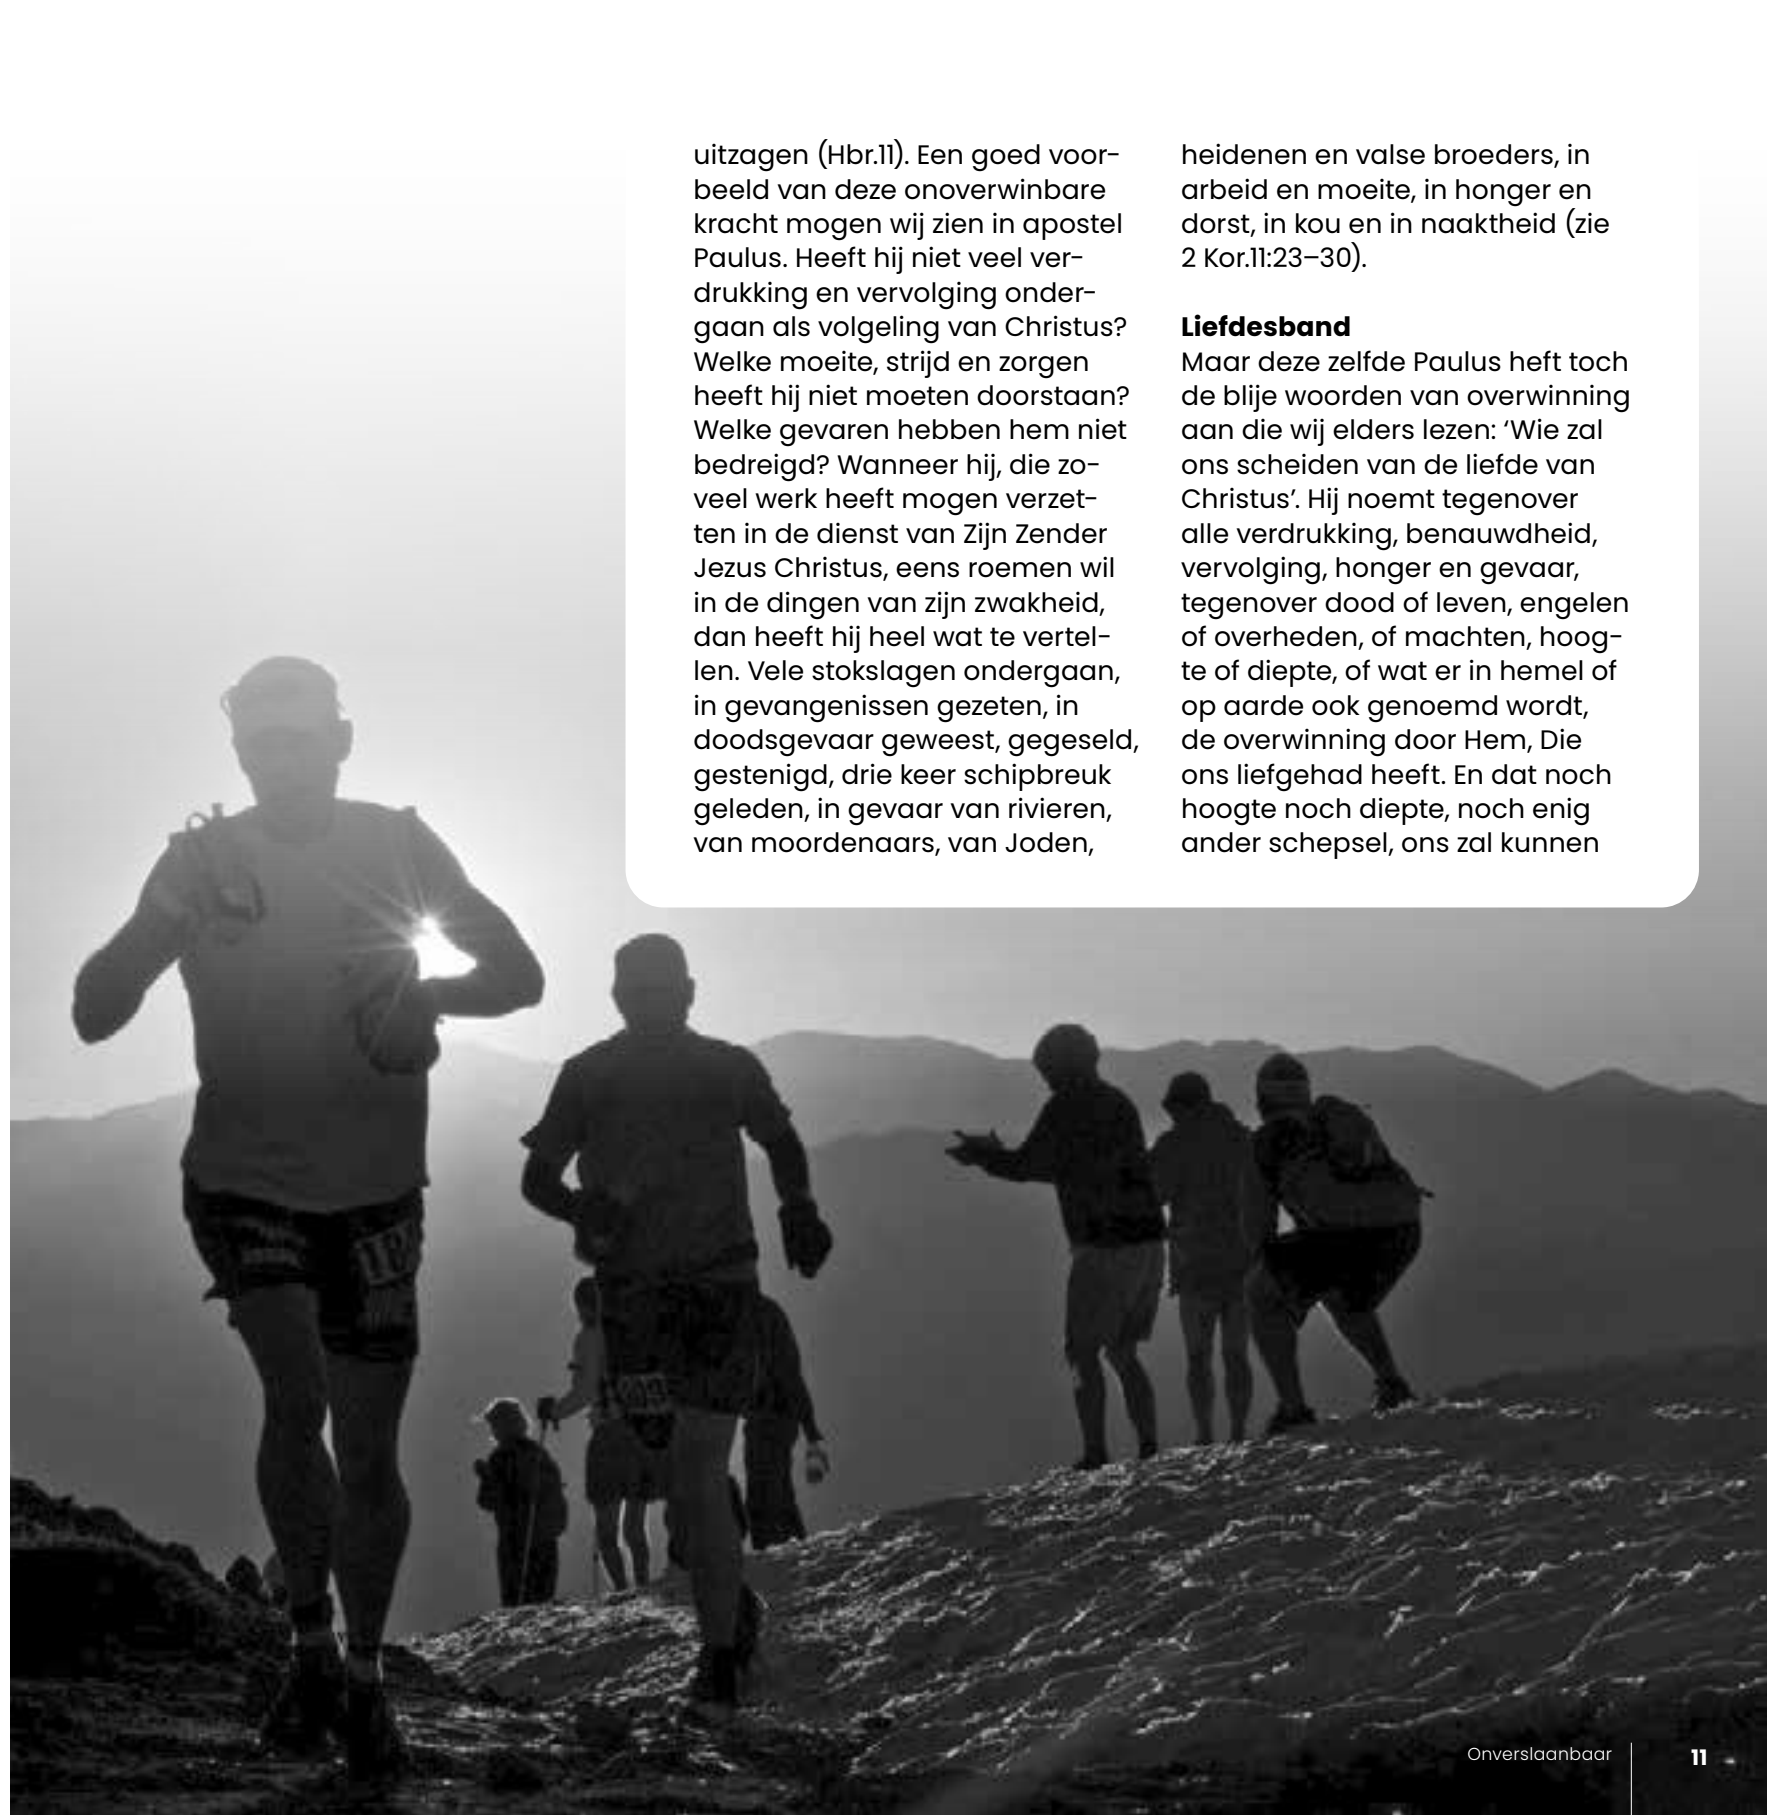 uitzagen (Hbr.11). Een goed voor-
beeld van deze onoverwinbare
kracht mogen wij zien in apostel
Paulus. Heeft hij niet veel ver-
drukking en vervolging onder-
gaan als volgeling van Christus?
Welke moeite, strijd en zorgen
heeft hij niet moeten doorstaan?
Welke gevaren hebben hem niet
bedreigd? Wanneer hij, die zo-
veel werk heeft mogen verzet-
ten in de dienst van Zijn Zender
Jezus Christus, eens roemen wil
in de dingen van zijn zwakheid,
dan heeft hij heel wat te vertel-
len. Vele stokslagen ondergaan,
in gevangenissen gezeten, in
doodsgevaar geweest, gegeseld,
gestenigd, drie keer schipbreuk
geleden, in gevaar van rivieren,
van moordenaars, van Joden,
heidenen en valse broeders, in
arbeid en moeite, in honger en
dorst, in kou en in naaktheid (zie
2 Kor.11:23–30).
Liefdesband
Maar deze zelfde Paulus heft toch
de blije woorden van overwinning
aan die wij elders lezen: ‘Wie zal
ons scheiden van de liefde van
Christus’. Hij noemt tegenover
alle verdrukking, benauwdheid,
vervolging, honger en gevaar,
tegenover dood of leven, engelen
of overheden, of machten, hoog-
te of diepte, of wat er in hemel of
op aarde ook genoemd wordt,
de overwinning door Hem, Die
ons liefgehad heeft. En dat noch
hoogte noch diepte, noch enig
ander schepsel, ons zal kunnen
Onverslaanbaar
11